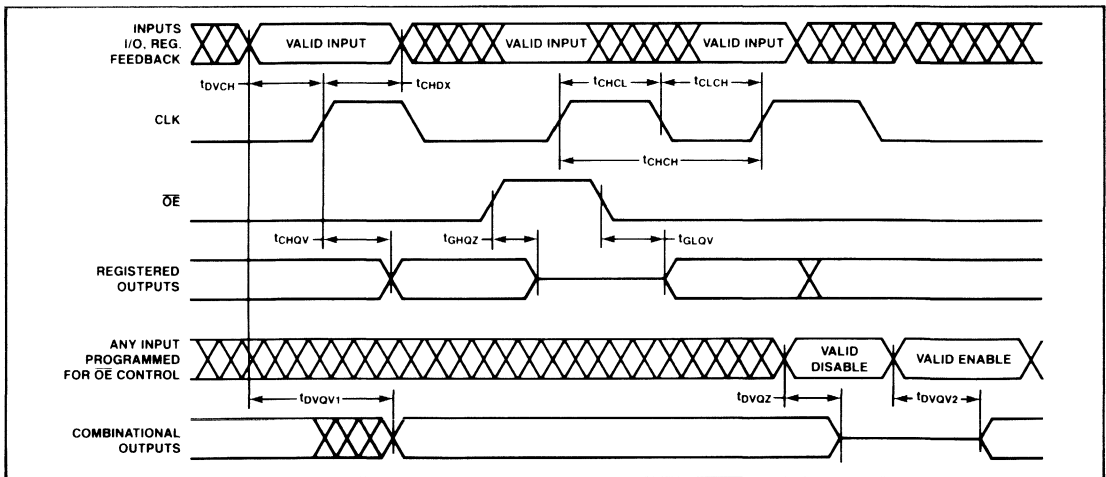 INPUTS
I/O, REG.
FEEDBACK
VALID INPUT
VALID INPUT
VALID INPUT
tDVCH
tCHDX
tCHCL
tCLCH
CLK
tCHCH
OE
tCHQV
tGHQZ
tGLQV
REGISTERED
OUTPUTS
ANY INPUT
PROGRAMMED
FOR OE CONTROL
VALID
DISABLE
VALID ENABLE
tDVQV1
tDVQZ
tDVQV2
COMBINATIONAL
OUTPUTS